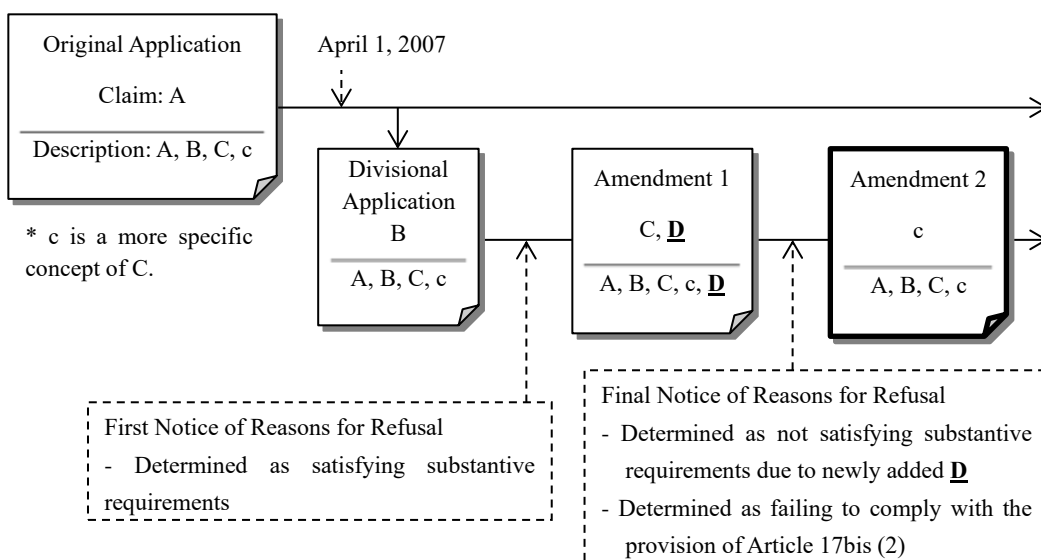 Original Application
Claim: A
Description: A, B, C, c
* c is a more specific
concept of C.
April 1, 2007
Divisional
Application
B
A, B, C, c
Amendment 1
C, D
A, B, C, c, D
Amendment 2
c
A, B, C, c
First Notice of Reasons for Refusal
- Determined as satisfying substantive
requirements
Final Notice of Reasons for Refusal
- Determined as not satisfying substantive
requirements due to newly added D
- Determined as failing to comply with the
provision of Article 17bis (2)